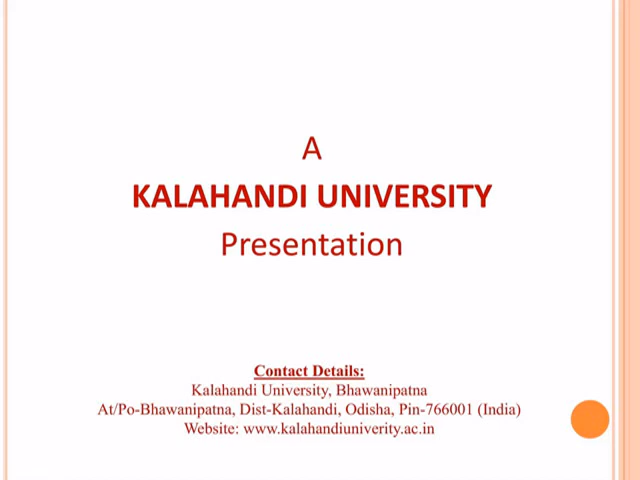 A
KALAHANDI UNIVERSITY
Presentation
Contact Details:
Kalahandi University, Bhawanipatna
At/Po-Bhawanipatna, Dist-Kalahandi, Odisha, Pin-766001 (India)
Website: www.kalahandiuniverity.ac.in